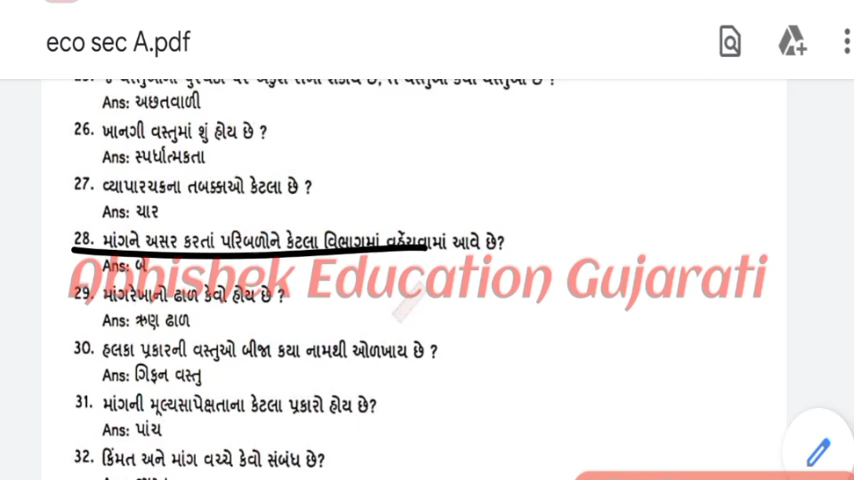 eco sec A.pdf
Ans: અછતવાળી
26. ખાનગી વસ્તુમાં શું હોય છે ?
Ans: સ્પર્ધાત્મકતા
27. વ્યાપારચક્રના તબક્કાઓ કેટલા છે ?
Ans: ચાર
28. માંગને અસર કરતાં પરિબળોને કેટલા વિભાગમાં વહેંચવામાં આવે છે?
Ans: બે
Abhishek Education Gujarati
29. માંગરેખાનો ઢાળ કેવો હોય છે ?
Ans: ઋણ ઢાળ
30. હલકા પ્રકારની વસ્તુઓ બીજા કયા નામથી ઓળખાય છે ?
Ans: ગિફન વસ્તુ
31. માંગની મૂલ્યસાપેક્ષતાના કેટલા પ્રકારો હોય છે?
Ans: પાંચ
32. કિંમત અને માંગ વચ્ચે કેવો સંબંધ છે?